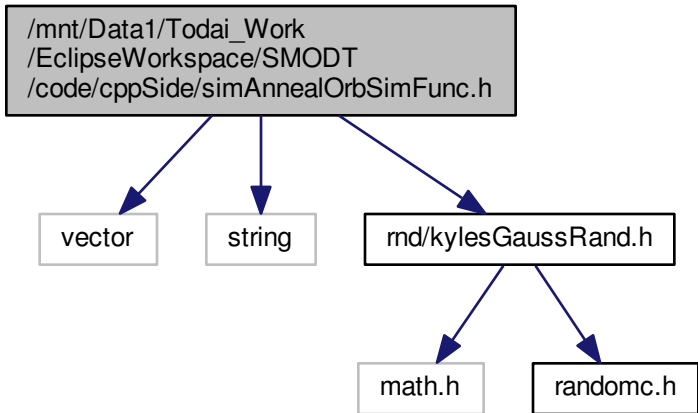 /mnt/Data1/Todai_Work
/EclipseWorkspace/SMODT
/code/cppSide/simAnnealOrbSimFunc.h
vector
string
rnd/kylesGaussRand.h
math.h
randomc.h